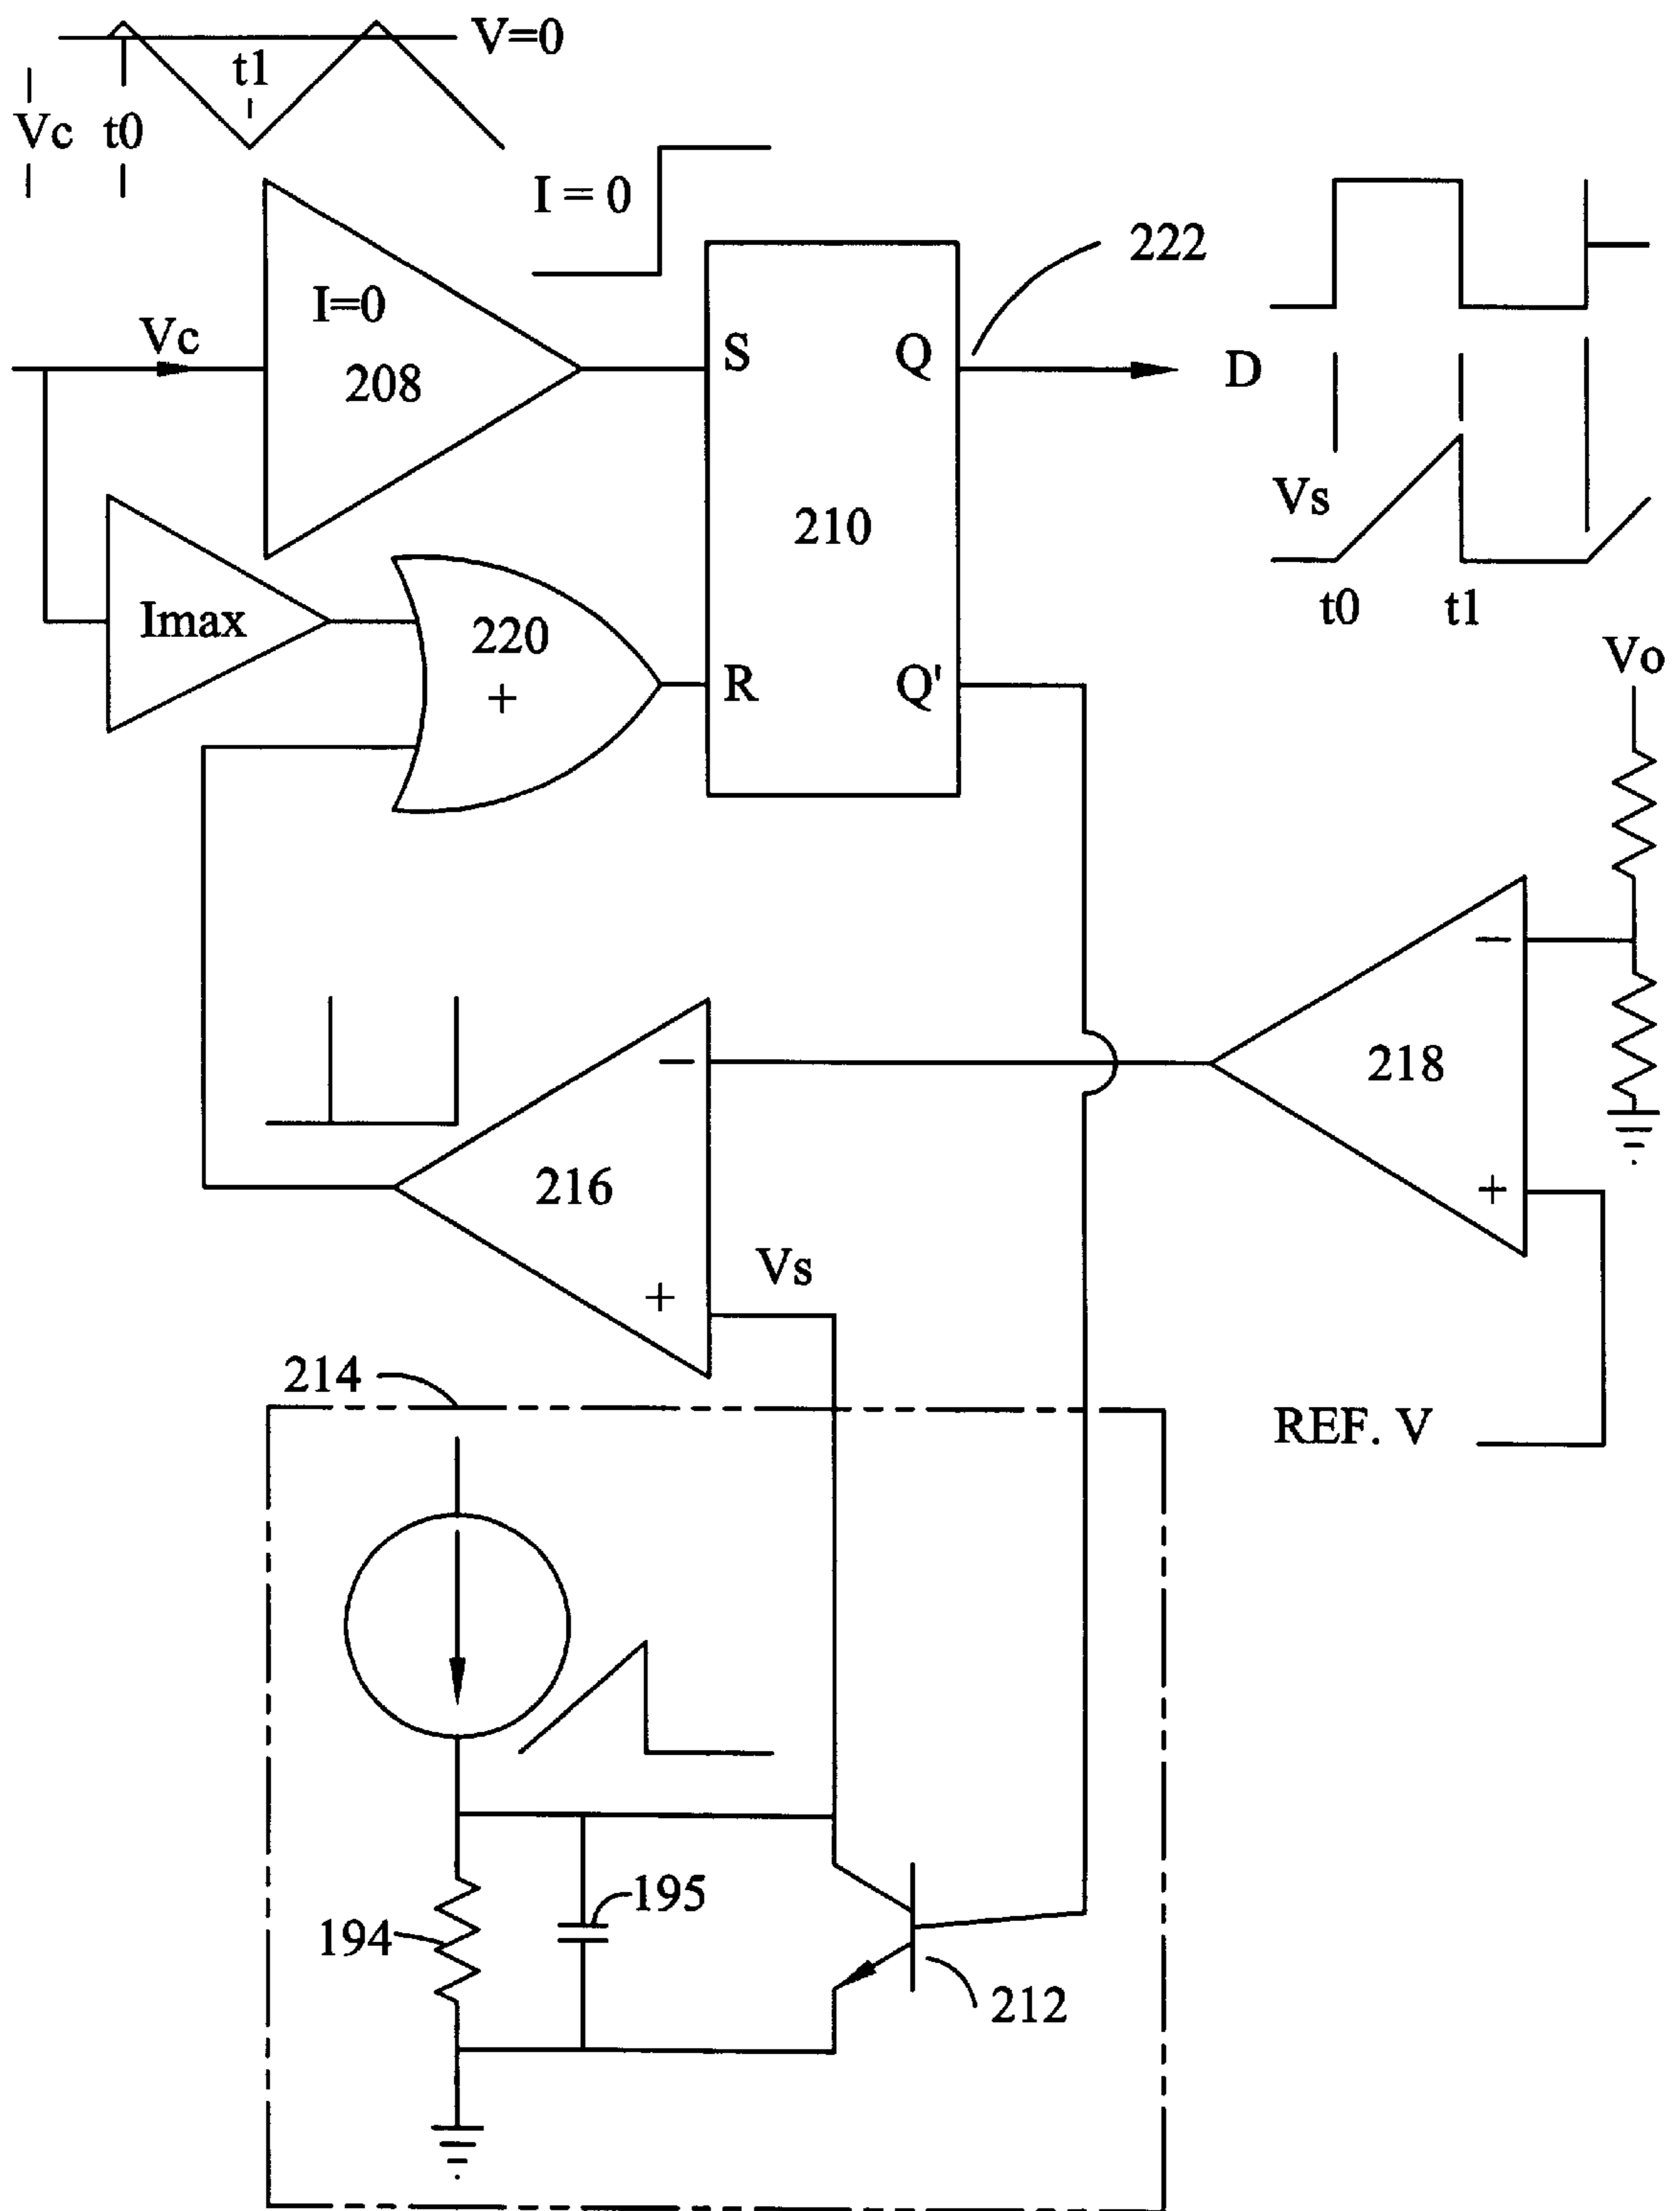 V=0
t1
Vc t0
I = 0
222
I=0
Vc
208
S
Q
D
210
Vs
Imax
220
+
R
Q'
t0 t1
Vo
−
218
−
216
+
Vs
+
214
REF. V
195
194
212